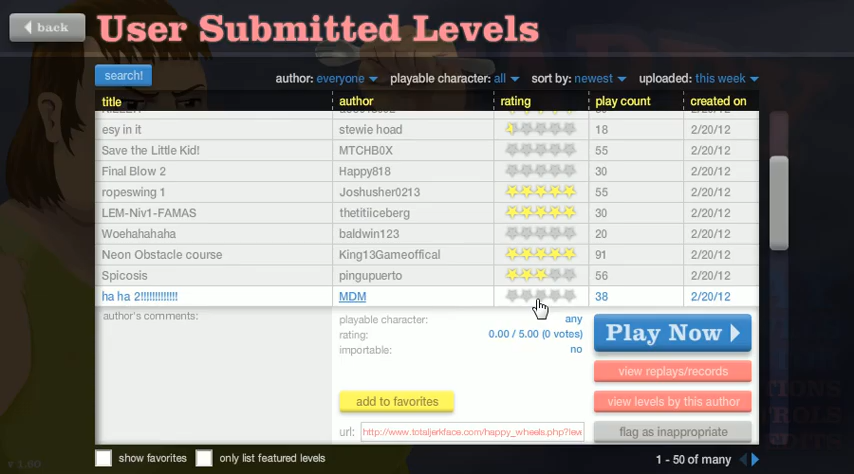 back
User Submitted Levels
search!
author: everyone playable character: all sort by: newest uploaded: this week
title author rating play count created on
esy in it stewie hoad 18 2/20/12
Save the Little Kid! MTCHB0X 55 2/20/12
Final Blow 2 Happy818 30 2/20/12
ropeswing 1 Joshusher0213 55 2/20/12
LEM-Niv1-FAMAS thetitiiceberg 30 2/20/12
Woehahahaha baldwin123 20 2/20/12
Neon Obstacle course King13Gameoffical 91 2/20/12
Spicosis pingupuerto 56 2/20/12
ha ha 2!!!!!!!!!!!!! MDM 38 2/20/12
author's comments:
playable character: any
rating: 0.00 / 5.00 (0 votes)
importable: no
Play Now
view replays/records
add to favorites
view levels by this author
url: http://www.totaljerkface.com/happy_wheels.php?lev
flag as inappropriate
show favorites only list featured levels
1 - 50 of many
v 1.60